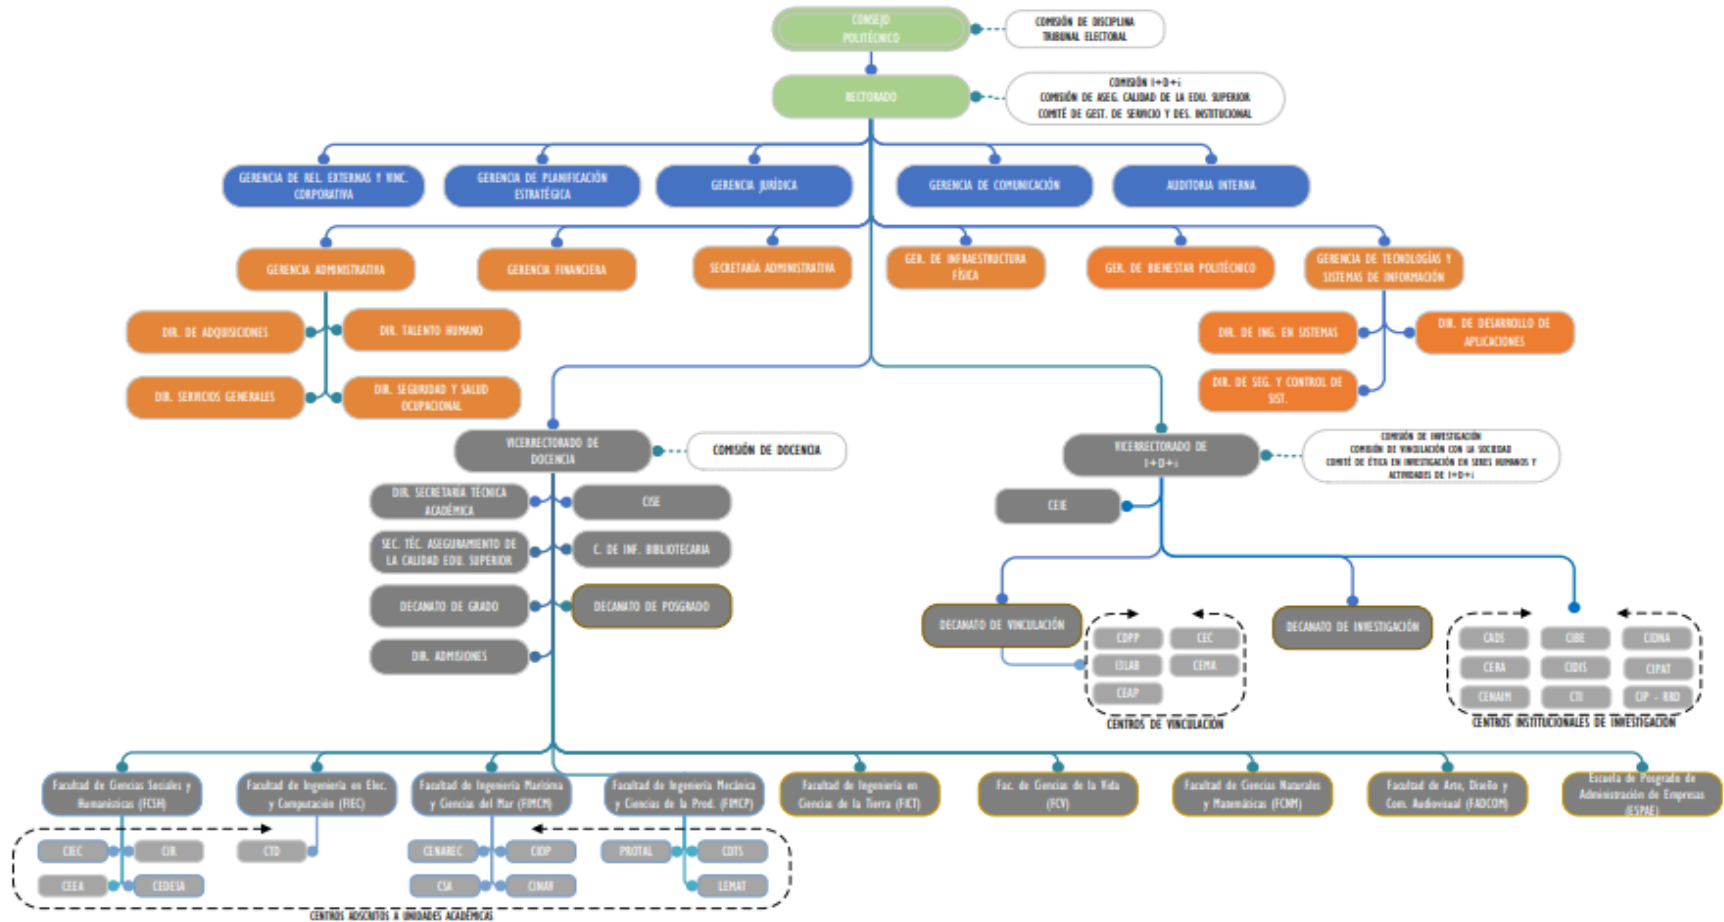 CONSEJO
POLITÉCNICO
COMISIÓN DE DISCIPLINA
TRIBUNAL ELECTORAL
RECTORADO
COMISIÓN I+D+i
COMISIÓN DE ASEG. CALIDAD DE LA EDU. SUPERIOR
COMITÉ DE GEST. DE SERVICIO Y DES. INSTITUCIONAL
GERENCIA DE REL. EXTERNAS Y VINC.
CORPORATIVA
GERENCIA DE PLANIFICACIÓN
ESTRATÉGICA
GERENCIA JURÍDICA
GERENCIA DE COMUNICACIÓN
AUDITORIA INTERNA
GERENCIA ADMINISTRATIVA
GERENCIA FINANCIERA
SECRETARÍA ADMINISTRATIVA
GER. DE INFRAESTRUCTURA
FÍSICA
GER. DE BIENESTAR POLITÉCNICO
GERENCIA DE TECNOLOGÍAS Y
SISTEMAS DE INFORMACIÓN
DIR. DE ADQUISICIONES
DIR. TALENTO HUMANO
DIR. SERVICIOS GENERALES
DIR. SEGURIDAD Y SALUD
OCUPACIONAL
DIR. DE ING. EN SISTEMAS
DIR. DE DESARROLLO DE
APLICACIONES
DIR. DE SEG. Y CONTROL DE
SIST.
VICERRECTORADO DE
DOCENCIA
COMISIÓN DE DOCENCIA
VICERRECTORADO DE
I+D+i
COMISIÓN DE INVESTIGACIÓN
COMISIÓN DE VINCULACIÓN CON LA SOCIEDAD
COMITÉ DE ÉTICA EN INVESTIGACIÓN EN SERES HUMANOS Y
ACTIVIDADES DE I+D+i
DIR. SECRETARÍA TÉCNICA
ACADÉMICA
CISE
SEC. TÉC. ASEGURAMIENTO DE
LA CALIDAD EDU. SUPERIOR
C. DE INF. BIBLIOTECARIA
DECANATO DE GRADO
DECANATO DE POSGRADO
DIR. ADMISIONES
CEIE
DECANATO DE VINCULACIÓN
CDPP
CEC
I3LAB
CEMA
CEAP
CENTROS DE VINCULACIÓN
DECANATO DE INVESTIGACIÓN
CADS
CIBE
CIDNA
CERA
CIDIS
CIPAT
CENAIM
CTI
CIP - RRD
CENTROS INSTITUCIONALES DE INVESTIGACIÓN
Facultad de Ciencias Sociales y
Humanísticas (FCSH)
Facultad de Ingeniería en Elec.
y Computación (FIEC)
Facultad de Ingeniería Marítima
y Ciencias del Mar (FIMCM)
Facultad de Ingeniería Mecánica
y Ciencias de la Prod. (FIMCP)
Facultad de Ingeniería en
Ciencias de la Tierra (FICT)
Fac. de Ciencias de la Vida
(FCV)
Facultad de Ciencias Naturales
y Matemáticas (FCNM)
Facultad de Arte, Diseño y
Com. Audiovisual (FADCOM)
Escuela de Posgrado de
Administración de Empresas
(ESPAE)
CIEC
CIR
CTD
CENAREC
CIOP
PROTAL
CDTS
CEEA
CEDESA
CSA
CINAV
LEMAT
CENTROS ADSCRITOS A UNIDADES ACADÉMICAS